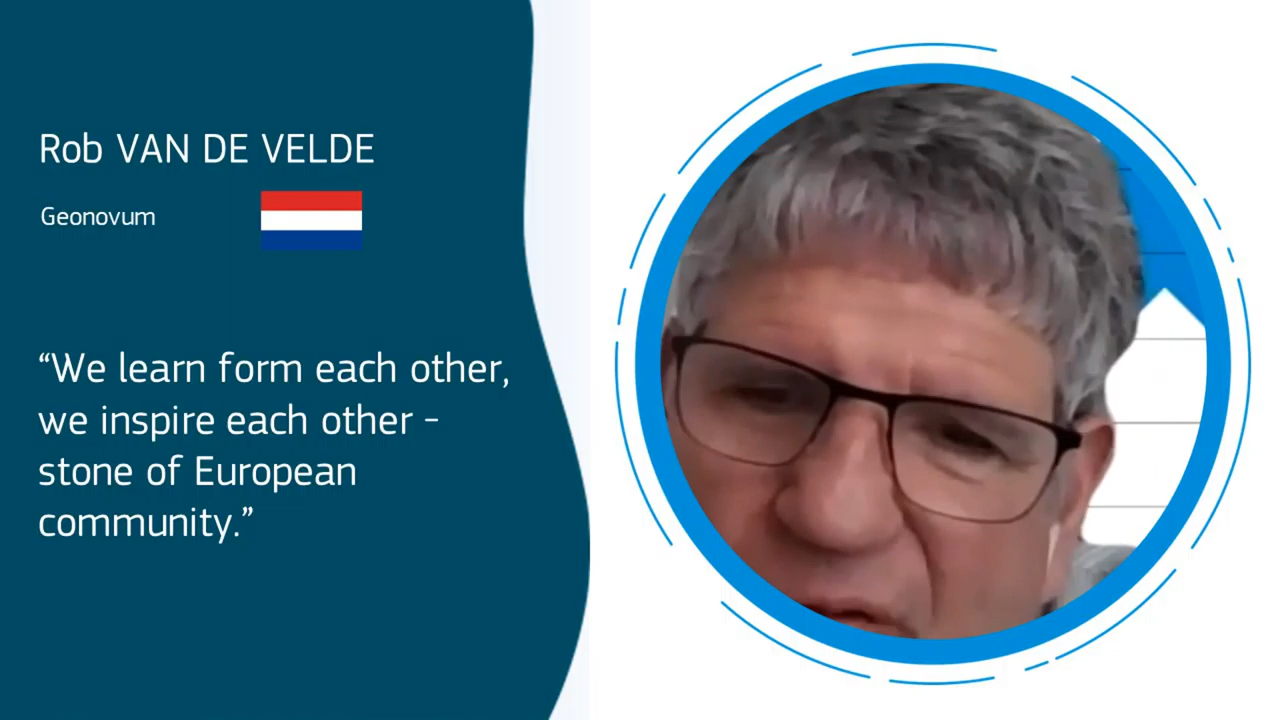 Rob VAN DE VELDE
Geonovum
“We learn form each other,
we inspire each other –
stone of European
community.”